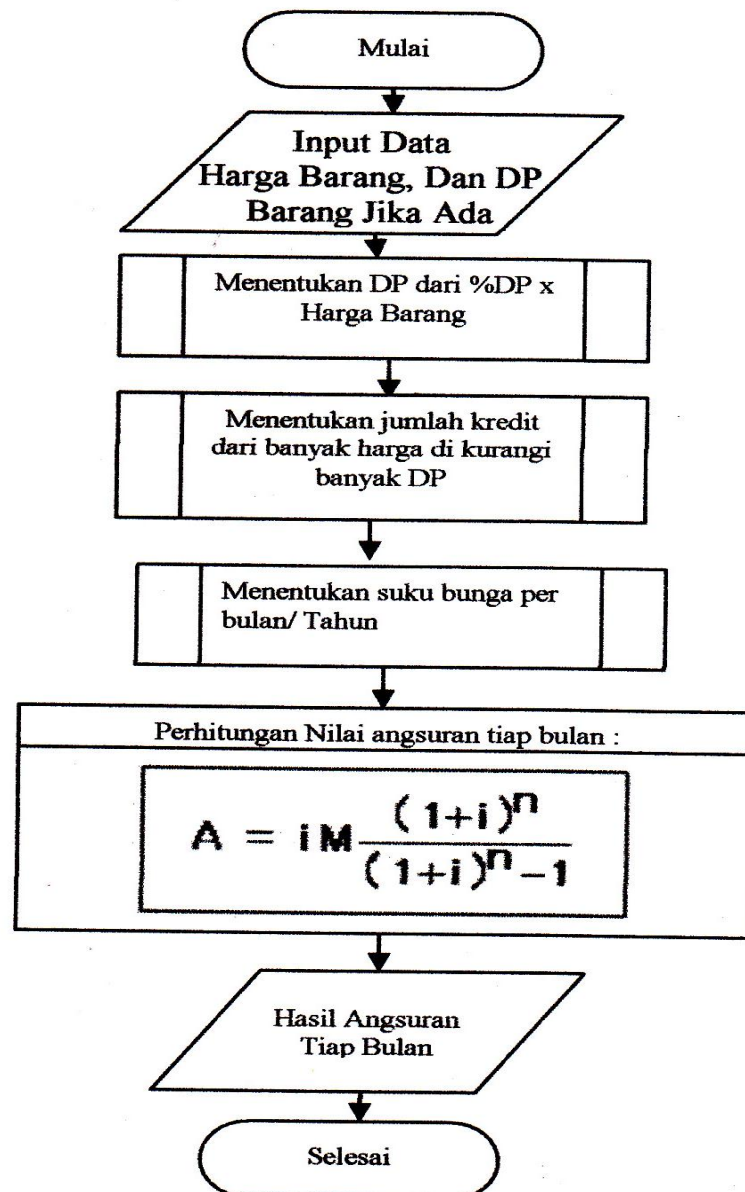 Mulai
Input Data
Harga Barang, Dan DP
Barang Jika Ada
Menentukan DP dari %DP x
Harga Barang
Menentukan jumlah kredit
dari banyak harga di kurangi
banyak DP
Menentukan suku bunga per
bulan/ Tahun
Perhitungan Nilai angsuran tiap bulan :
A = i M (1+i)^n / (1+i)^n - 1
Hasil Angsuran
Tiap Bulan
Selesai